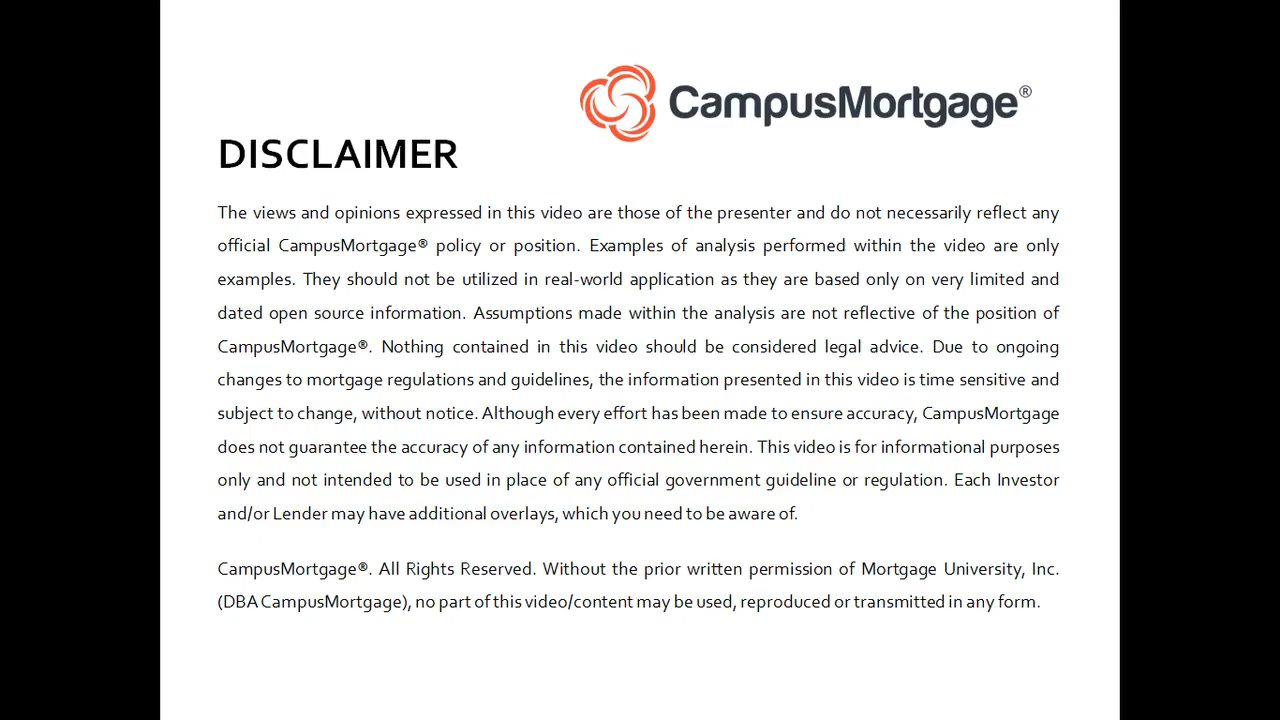 CampusMortgage®
DISCLAIMER
The views and opinions expressed in this video are those of the presenter and do not necessarily reflect any
official CampusMortgage® policy or position. Examples of analysis performed within the video are only
examples. They should not be utilized in real-world application as they are based only on very limited and
dated open source information. Assumptions made within the analysis are not reflective of the position of
CampusMortgage®. Nothing contained in this video should be considered legal advice. Due to ongoing
changes to mortgage regulations and guidelines, the information presented in this video is time sensitive and
subject to change, without notice. Although every effort has been made to ensure accuracy, CampusMortgage
does not guarantee the accuracy of any information contained herein. This video is for informational purposes
only and not intended to be used in place of any official government guideline or regulation. Each Investor
and/or Lender may have additional overlays, which you need to be aware of.
CampusMortgage®. All Rights Reserved. Without the prior written permission of Mortgage University, Inc.
(DBA CampusMortgage), no part of this video/content may be used, reproduced or transmitted in any form.